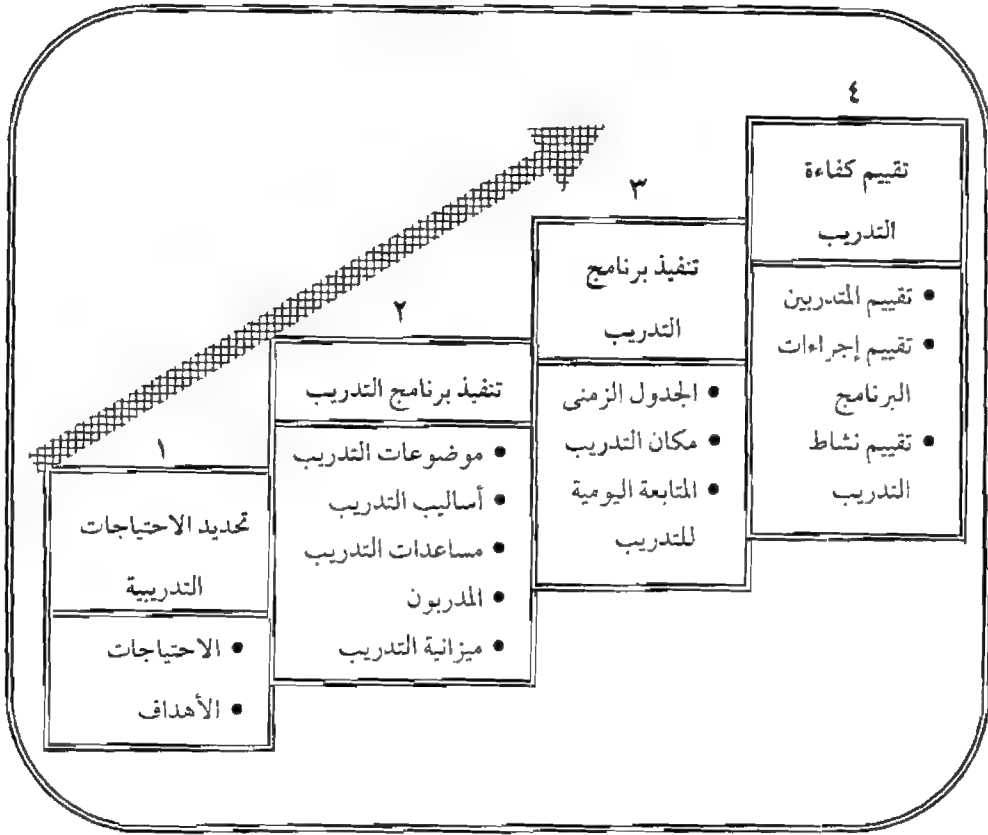 ١
تحديد الاحتياجات
التدريبية
• الاحتياجات
• الأهداف
٢
تنفيذ برنامج التدريب
• موضوعات التدريب
• أساليب التدريب
• مساعدات التدريب
• المدربون
• ميزانية التدريب
٣
تنفيذ برنامج
التدريب
• الجدول الزمنى
• مكان التدريب
• المتابعة اليومية
للتدريب
٤
تقييم كفاءة
التدريب
• تقييم المتدربين
• تقييم إجراءات
البرنامج
• تقييم نشاط
التدريب